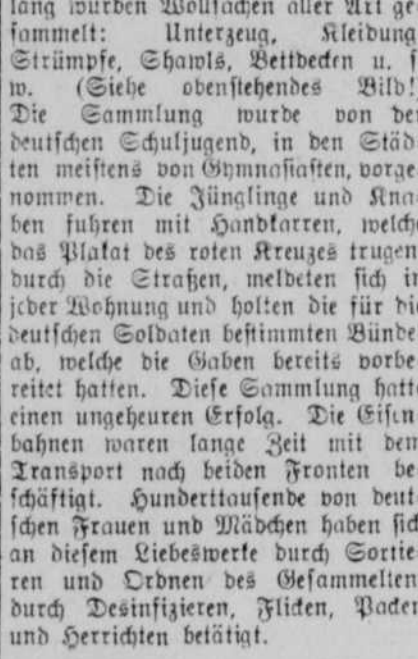 lang wurden Wollsachen aller Art ge
sammelt: Unterzeug, Kleidung
Strümpfe, Shawls, Bettdecken u. s
w. (Siehe obenstehendes Bild!
Die Sammlung wurde von der
deutschen Schuljugend, in den Städ
ten meistens von Gymnasiasten, vorge
nommen. Die Jünglinge und Kna
ben fuhren mit Handkarren, welche
das Plakat des roten Kreuzes trugen
durch die Straßen, meldeten sich in
jeder Wohnung und holten die für die
deutschen Soldaten bestimmten Bünde
ab, welche die Gaben bereits vorbe
reitet hatten. Diese Sammlung hatte
einen ungeheuren Erfolg. Die Eisen
bahnen waren lange Zeit mit dem
Transport nach beiden Fronten be
schäftigt. Hunderttausende von deut
schen Frauen und Mädchen haben sich
an diesem Liebeswerke durch Sortie
ren und Ordnen des Gesammelten
durch Desinfizieren, Flicken, Packen
und Herrichten betätigt.